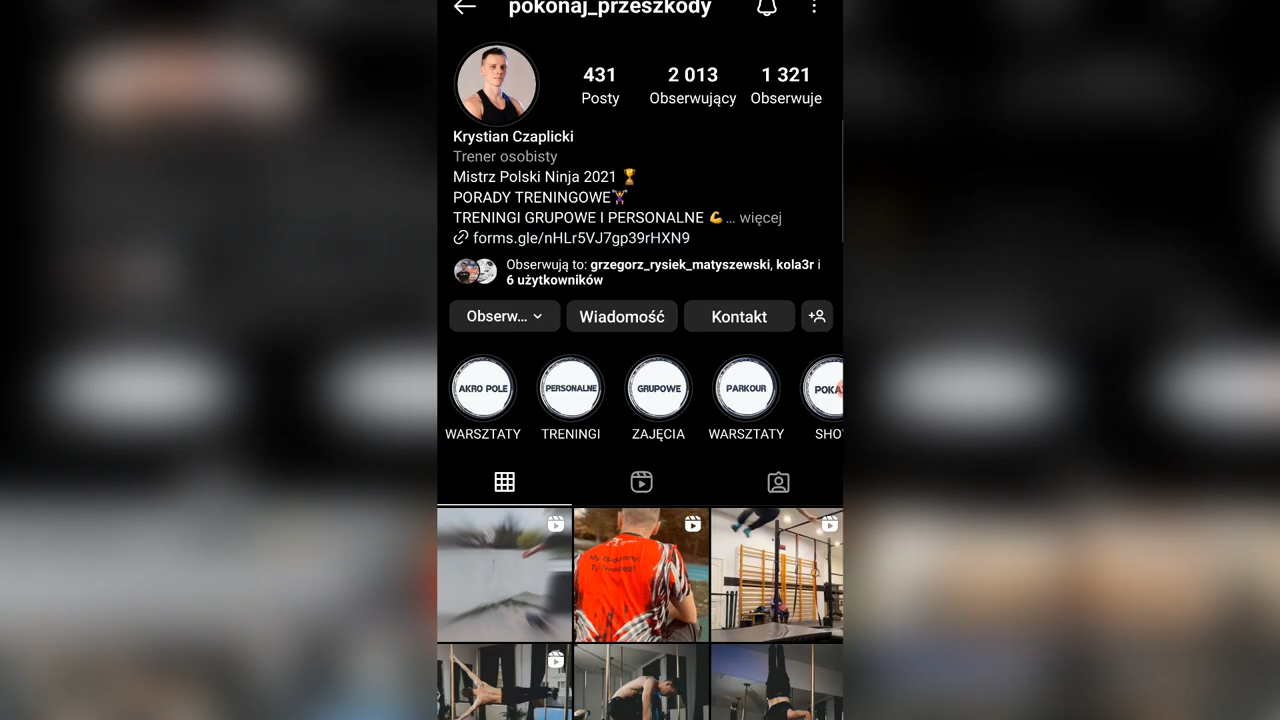 pokonaj_przeszkody
431
2 013
1 321
Posty
Obserwujący
Obserwuje
Krystian Czaplicki
Trener osobisty
Mistrz Polski Ninja 2021 🏆
PORADY TRENINGOWE🏋️‍♀️
TRENINGI GRUPOWE I PERSONALNE 💪... więcej
forms.gle/nHLr5VJ7gp39rHXN9
Obserwują to: grzegorz_rysiek_matyszewski, kola3r i
6 użytkowników
Obserw...
Wiadomość
Kontakt
AKRO POLE
PERSONALNE
GRUPOWE
PARKOUR
WARSZTATY
TRENINGI
ZAJĘCIA
WARSZTATY